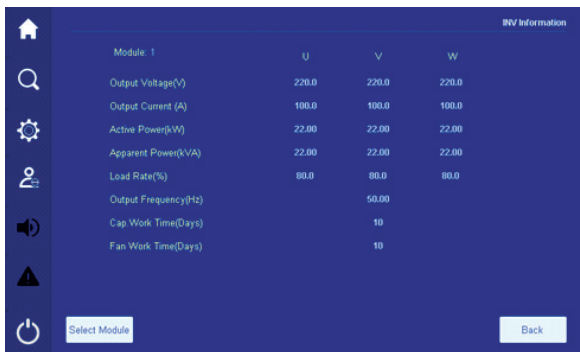 INV Information
Module: 1 U V W
Output Voltage(V) 220.0 220.0 220.0
Output Current (A) 100.0 100.0 100.0
Active Power(kW) 22.00 22.00 22.00
Apparent Power(kVA) 22.00 22.00 22.00
Load Rate(%) 80.0 80.0 80.0
Output Frequency(Hz) 50.00
Cap.Work Time(Days) 10
Fan Work Time(Days) 10
Select Module Back